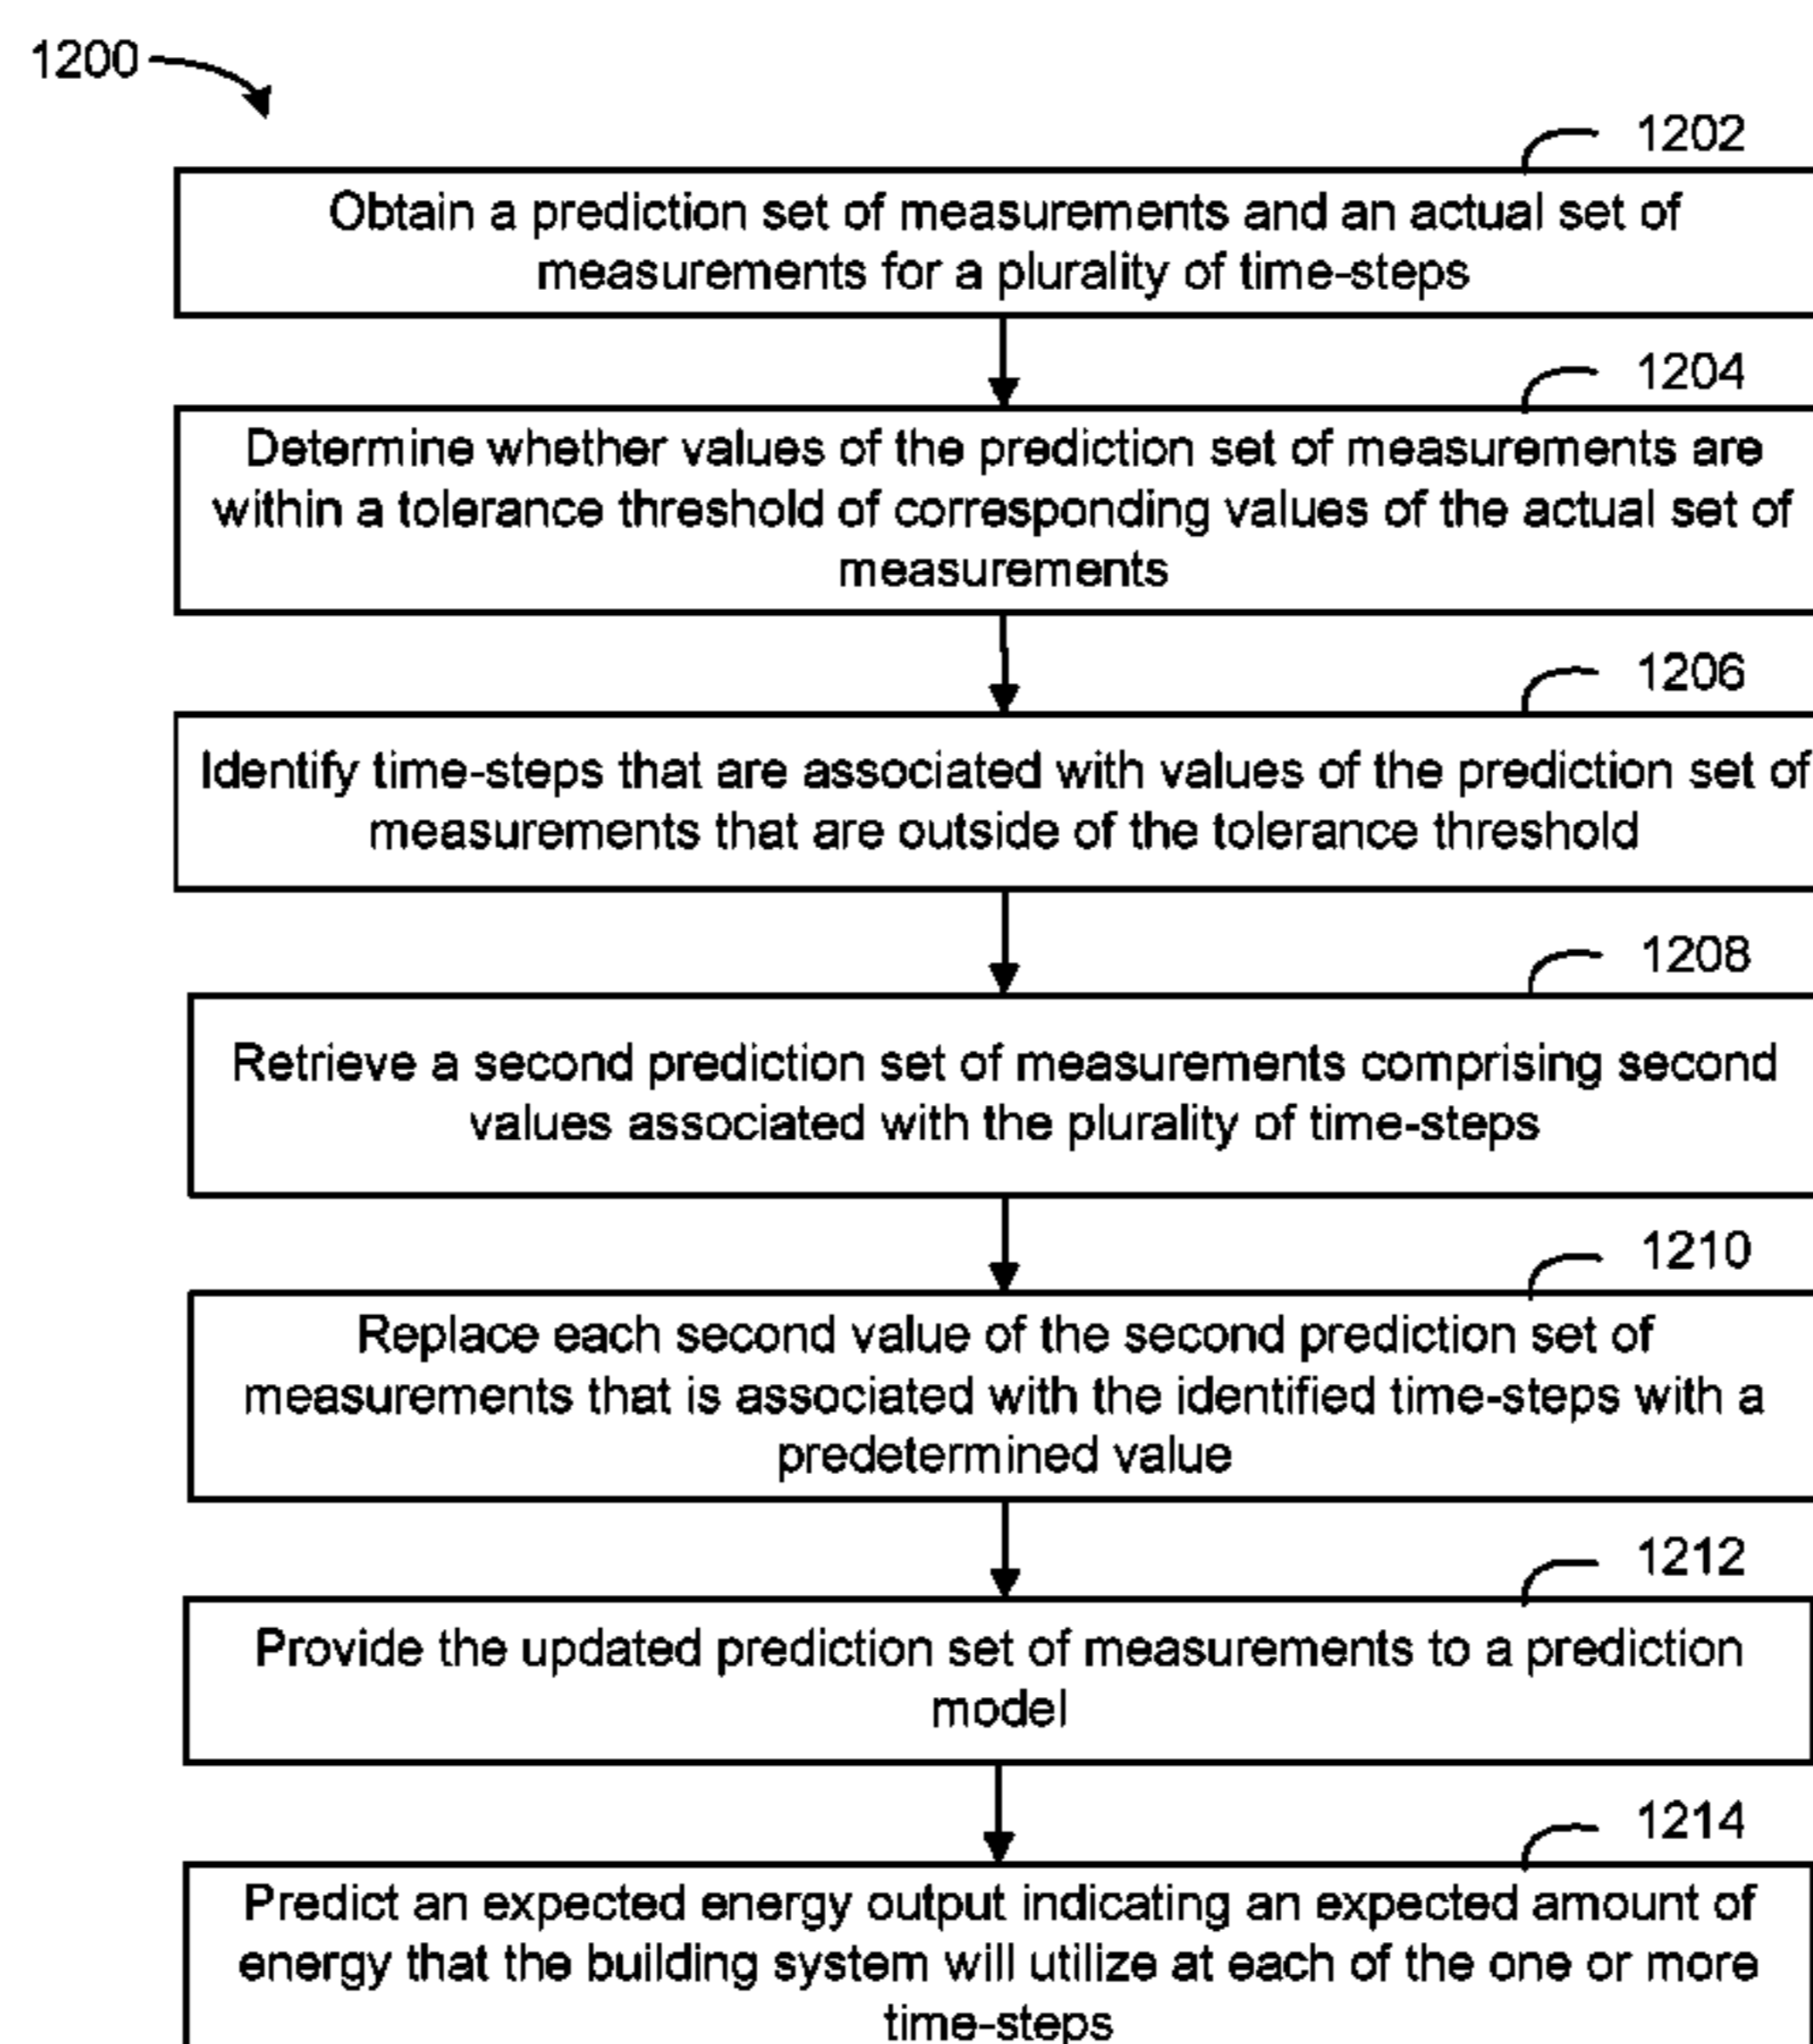 1200
1202
Obtain a prediction set of measurements and an actual set of
measurements for a plurality of time-steps
1204
Determine whether values of the prediction set of measurements are
within a tolerance threshold of corresponding values of the actual set of
measurements
1206
Identify time-steps that are associated with values of the prediction set of
measurements that are outside of the tolerance threshold
1208
Retrieve a second prediction set of measurements comprising second
values associated with the plurality of time-steps
1210
Replace each second value of the second prediction set of
measurements that is associated with the identified time-steps with a
predetermined value
1212
Provide the updated prediction set of measurements to a prediction
model
1214
Predict an expected energy output indicating an expected amount of
energy that the building system will utilize at each of the one or more
time-steps